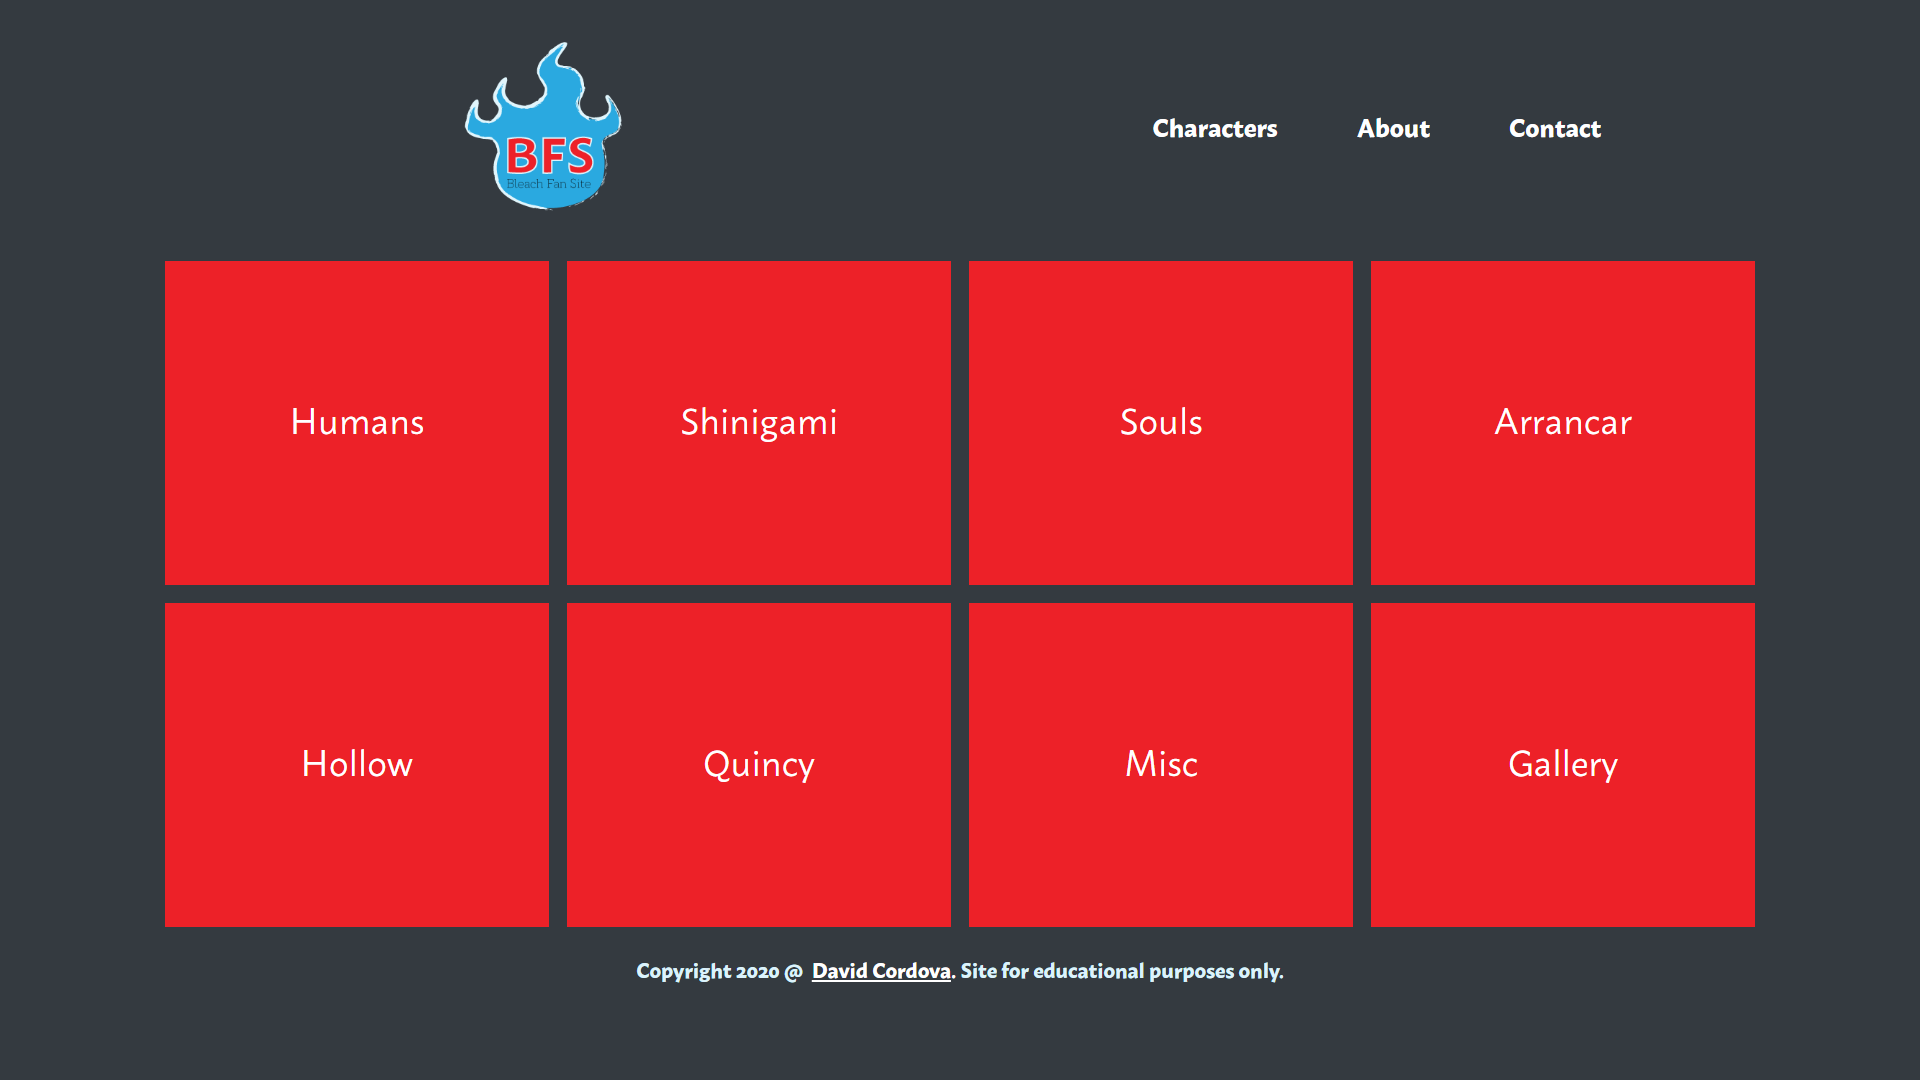 BFS
Bleach Fan Site
Characters
About
Contact
Humans
Shinigami
Souls
Arrancar
Hollow
Quincy
Misc
Gallery
Copyright 2020 @ David Cordova. Site for educational purposes only.